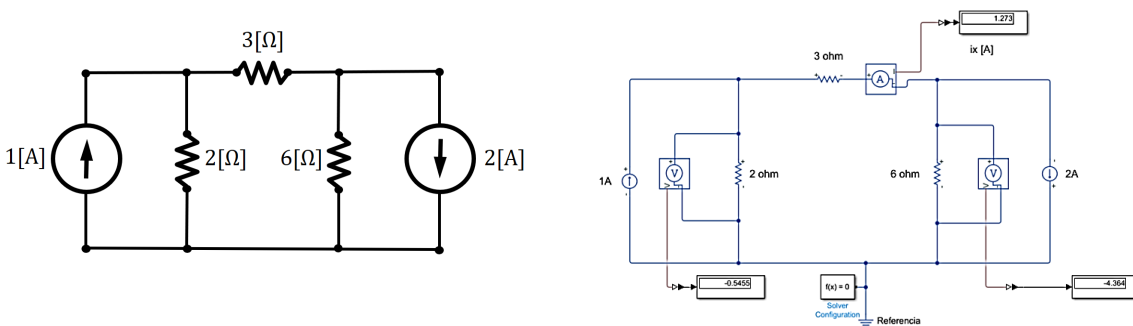 3[Ω]
1[A]
2[Ω]
6[Ω]
2[A]
1.273
ix [A]
3 ohm
A
1A
V
2 ohm
6 ohm
V
2A
-0.5455
f(x) = 0
Solver
Configuration
Referencia
-4.364